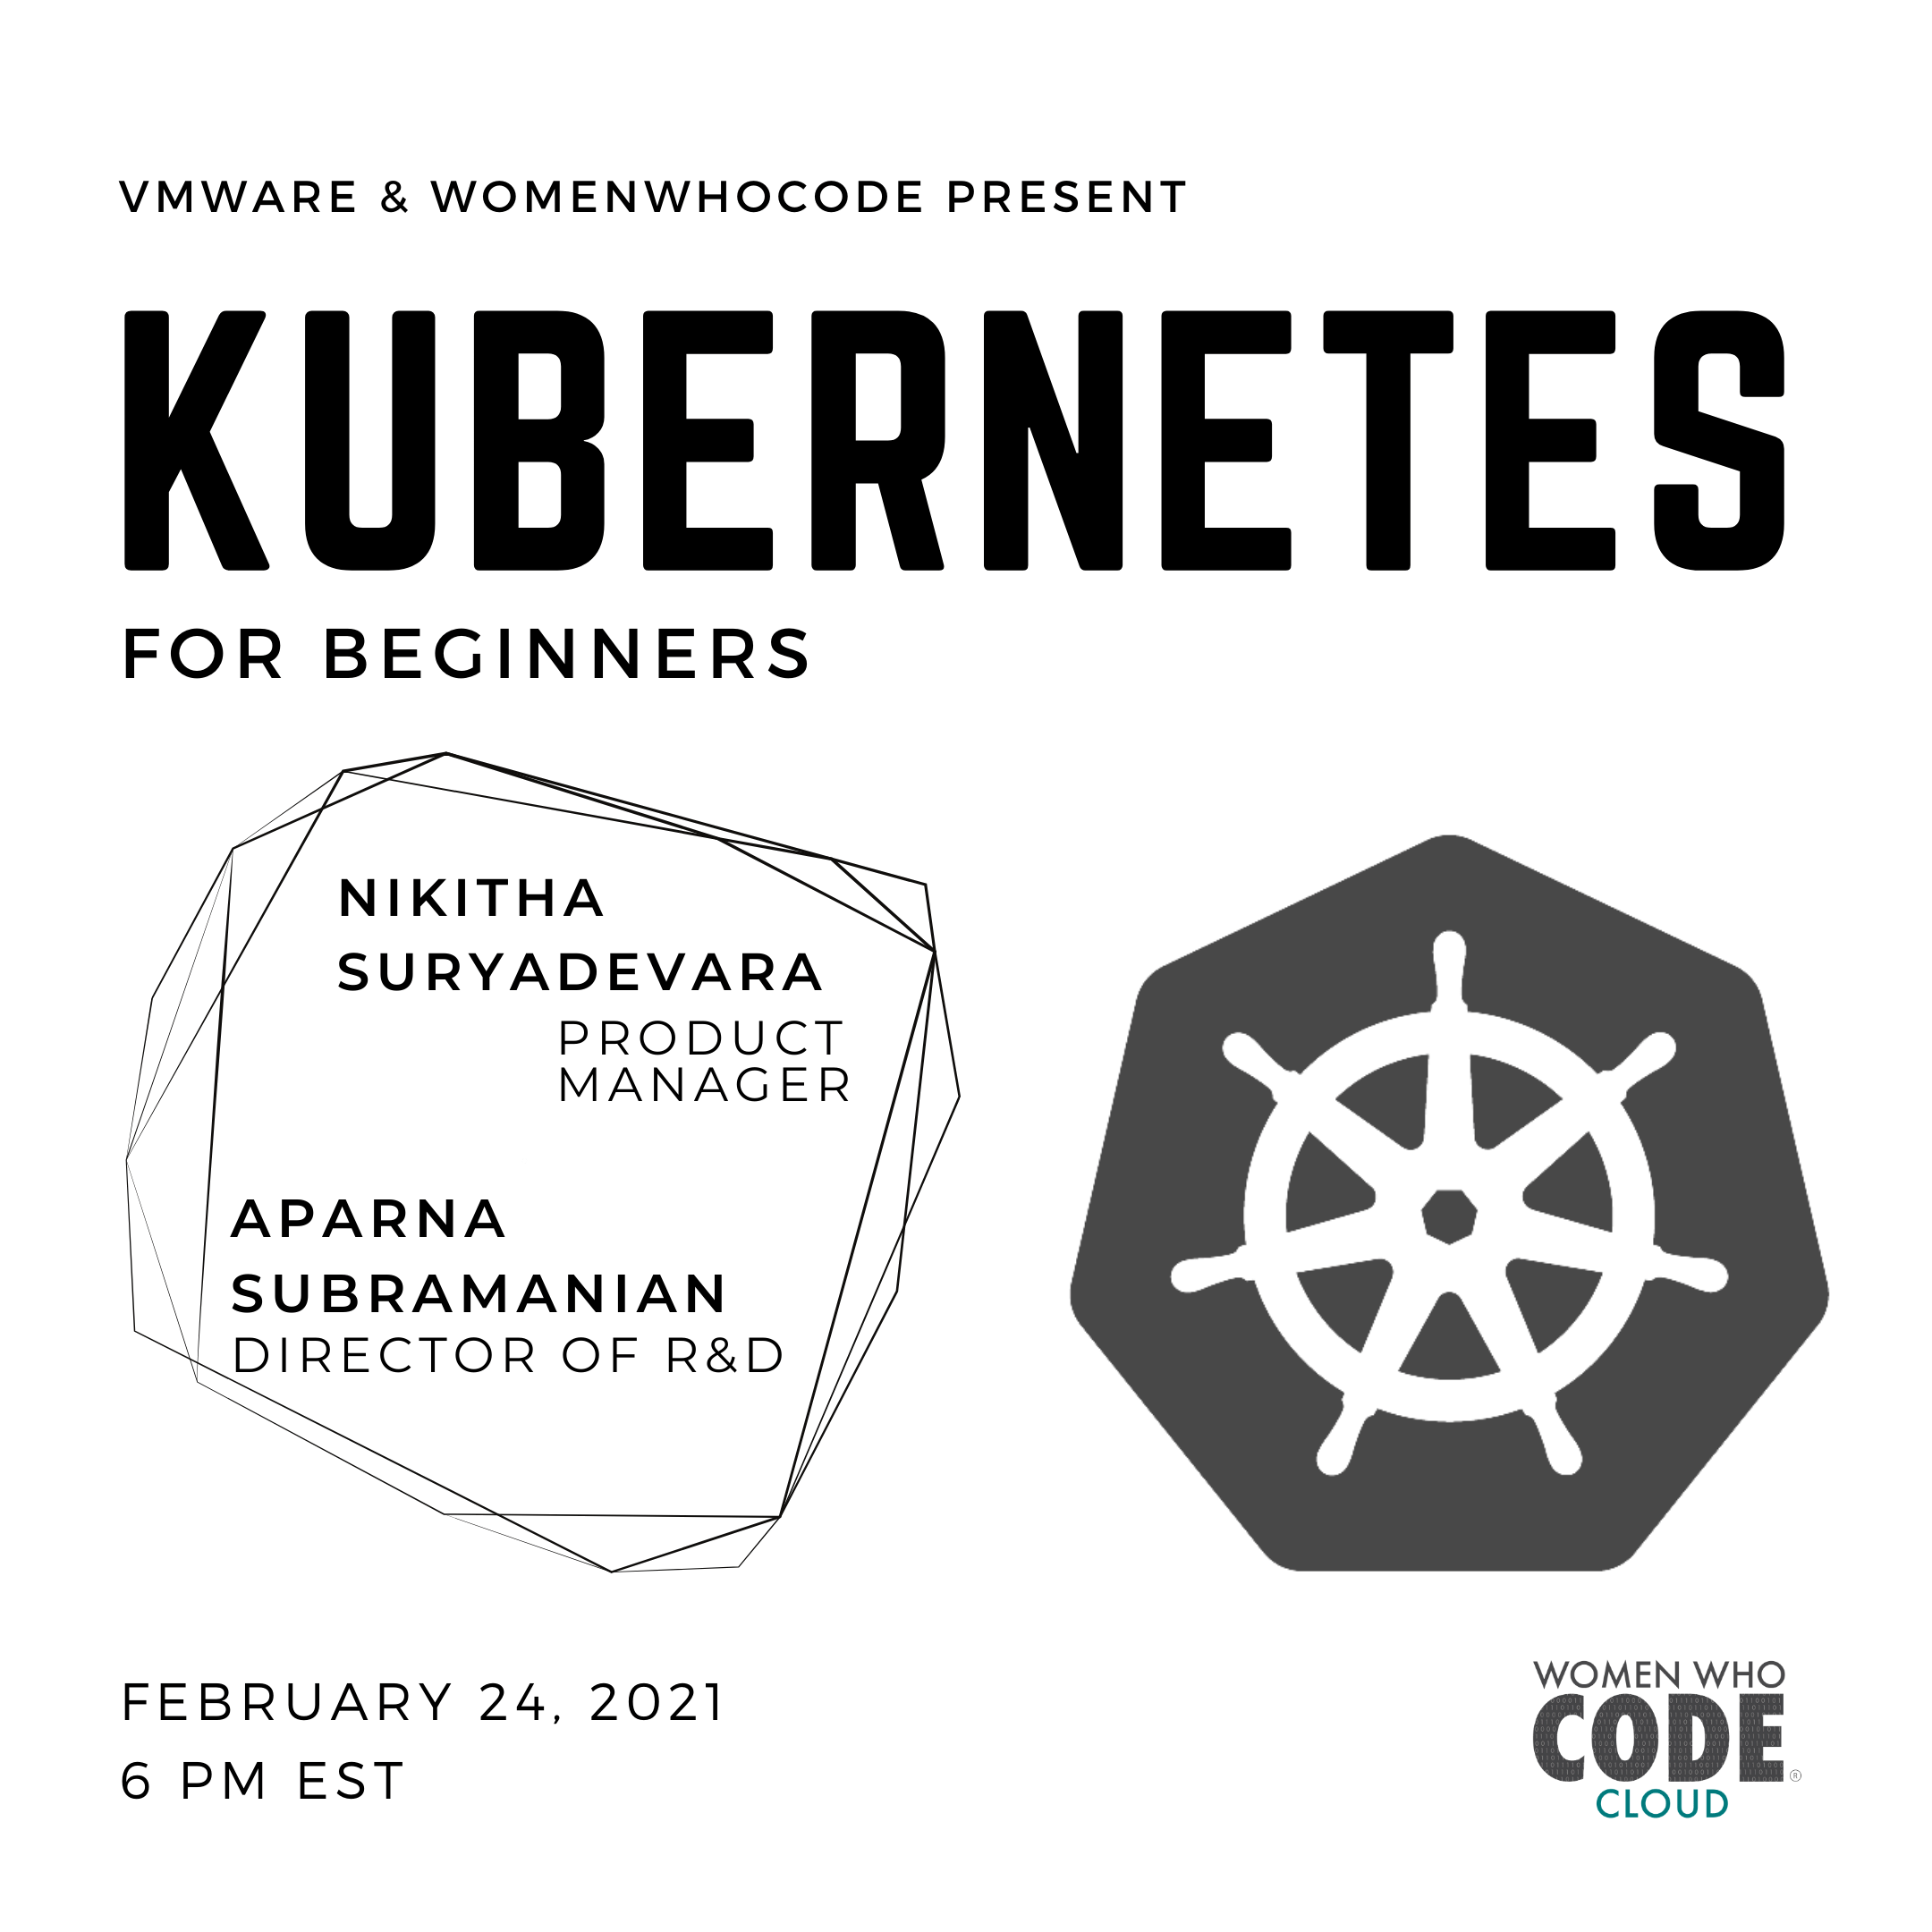 VMWARE & WOMENWHOCODE PRESENT
KUBERNETES
FOR BEGINNERS
NIKITHA
SURYADEVARA
PRODUCT
MANAGER
APARNA
SUBRAMANIAN
DIRECTOR OF R&D
FEBRUARY 24, 2021
6 PM EST
WOMEN WHO
CODE®
CLOUD